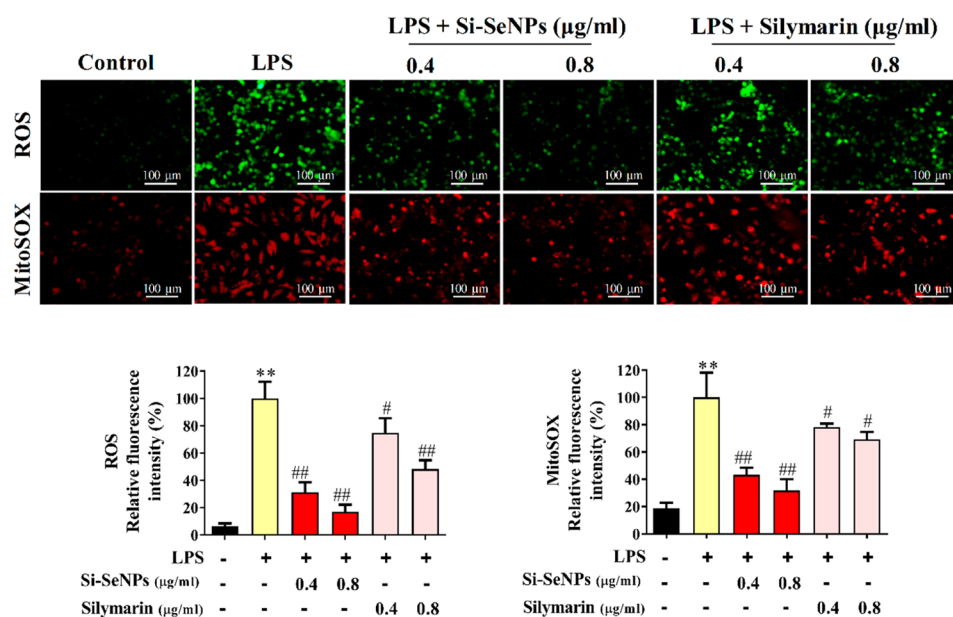 LPS + Si-SeNPs (µg/ml) LPS + Silymarin (µg/ml)
Control LPS 0.4 0.8 0.4 0.8
ROS
100 µm 100 µm 100 µm 100 µm 100 µm 100 µm
MitoSOX
100 µm 100 µm 100 µm 100 µm 100 µm 100 µm
ROS
Relative fluorescence
intensity (%)
120
100
80
60
40
20
0
** ## ## # ##
LPS - + + + + +
Si-SeNPs (µg/ml) - - 0.4 0.8 - -
Silymarin (µg/ml) - - - - 0.4 0.8
MitoSOX
Relative fluorescence
intensity (%)
120
100
80
60
40
20
0
** ## ## # #
LPS - + + + + +
Si-SeNPs (µg/ml) - - 0.4 0.8 - -
Silymarin (µg/ml) - - - - 0.4 0.8